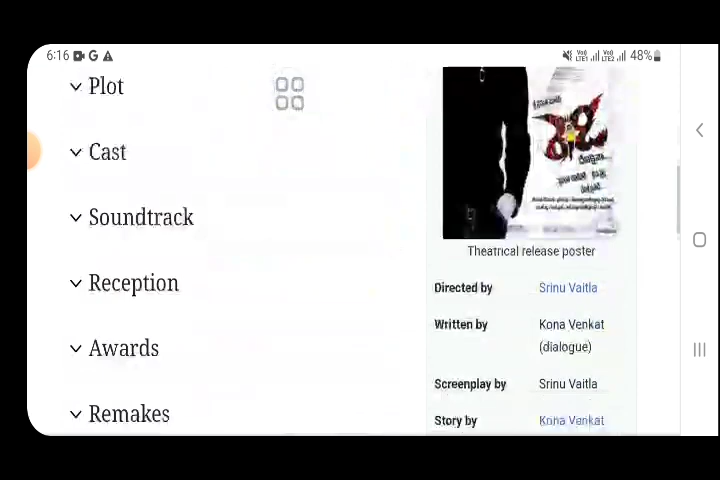 6:16
48%
Plot
Cast
Soundtrack
Reception
Awards
Remakes
Theatrical release poster
Directed by Srinu Vaitla
Written by Kona Venkat
(dialogue)
Screenplay by Srinu Vaitla
Story by Kona Venkat